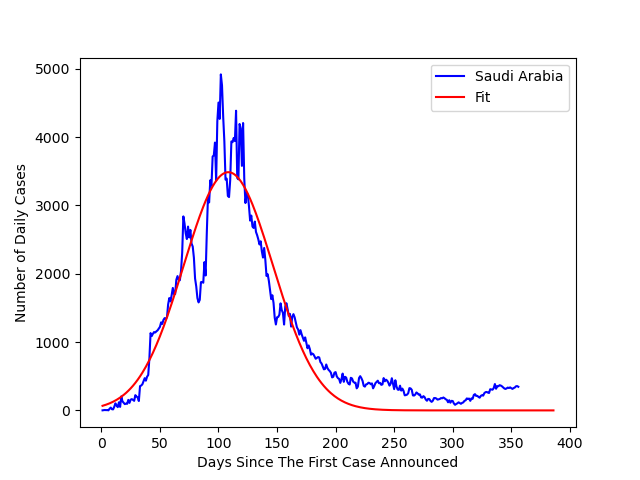 Saudi Arabia
Fit
Number of Daily Cases
5000
4000
3000
2000
1000
0
0 50 100 150 200 250 300 350 400
Days Since The First Case Announced